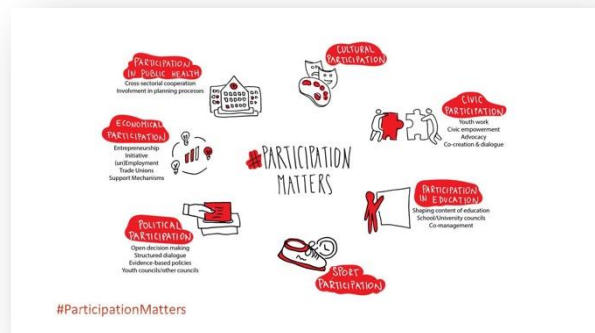 PARTICIPATION
IN PUBLIC HEALTH
Cross-sectorial cooperation
Involvment in planning processes
CULTURAL
PARTICIPATION
CIVIC
PARTICIPATION
Youth work
Civic empowerment
Advocacy
Co-creation & dialogue
ECONOMICAL
PARTICIPATION
Entrepreneurship
Initiative
(un)Employment
Trade Unions
Support Mechanisms
#PARTICIPATION
MATTERS
PARTICIPATION
IN EDUCATION
Shaping content of education
School/University councils
Co-management
POLITICAL
PARTICIPATION
Open decision making
Structured dialogue
Evidence-based policies
Youth councils/other councils
SPORT
PARTICIPATION
#ParticipationMatters